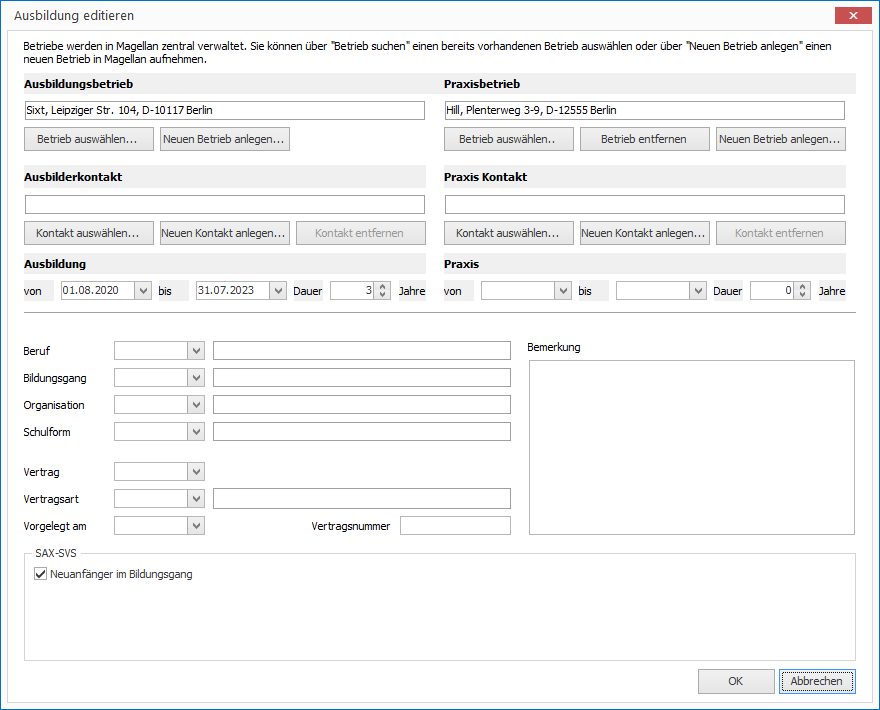 Ausbildung editieren
Betriebe werden in Magellan zentral verwaltet. Sie können über "Betrieb suchen" einen bereits vorhandenen Betrieb auswählen oder über "Neuen Betrieb anlegen" einen
neuen Betrieb in Magellan aufnehmen.
Ausbildungsbetrieb Praxisbetrieb
Sixt, Leipziger Str. 104, D-10117 Berlin Hill, Plenterweg 3-9, D-12555 Berlin
Betrieb auswählen... Neuen Betrieb anlegen... Betrieb auswählen.. Betrieb entfernen Neuen Betrieb anlegen...
Ausbilderkontakt Praxis Kontakt
Kontakt auswählen... Neuen Kontakt anlegen... Kontakt entfernen Kontakt auswählen... Neuen Kontakt anlegen... Kontakt entfernen
Ausbildung Praxis
von 01.08.2020 bis 31.07.2023 Dauer 3 Jahre von bis Dauer 0 Jahre
Beruf Bemerkung
Bildungsgang
Organisation
Schulform
Vertrag
Vertragsart
Vorgelegt am Vertragsnummer
SAX-SVS
Neuanfänger im Bildungsgang
OK Abbrechen